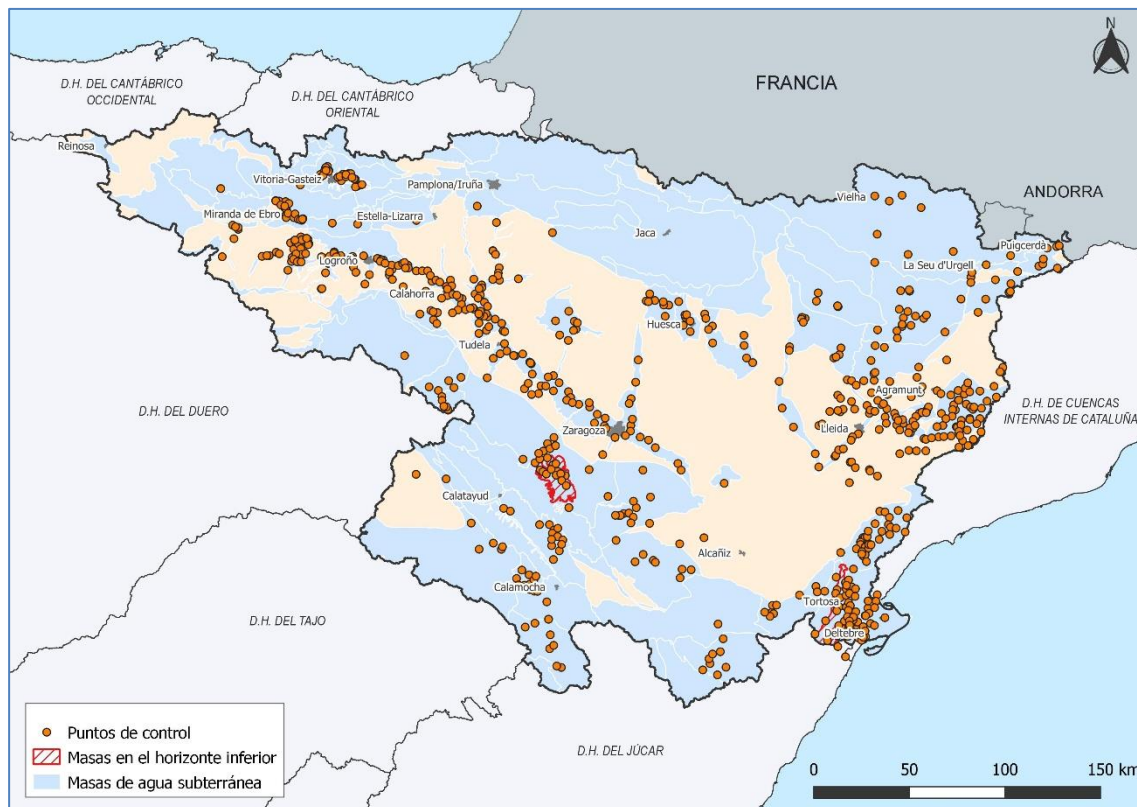 N
FRANCIA
D.H. DEL CANTÁBRICO
OCCIDENTAL
D.H. DEL CANTÁBRICO
ORIENTAL
Reinosa
Vitoria-Gasteiz
Pamplona/Iruña
Vielha
ANDORRA
Miranda de Ebro
Estella-Lizarra
Jaca
Puigcerdà
La Seu d'Urgell
Logroño
Calahorra
Huesca
Tudela
Agramunt
D.H. DEL DUERO
Zaragoza
Lleida
D.H. DE CUENCAS
INTERNAS DE CATALUÑA
Calatayud
Alcañiz
Calamocha
Tortosa
D.H. DEL TAJO
Deltebre
Puntos de control
Masas en el horizonte inferior
Masas de agua subterránea
D.H. DEL JÚCAR
0 50 100 150 km